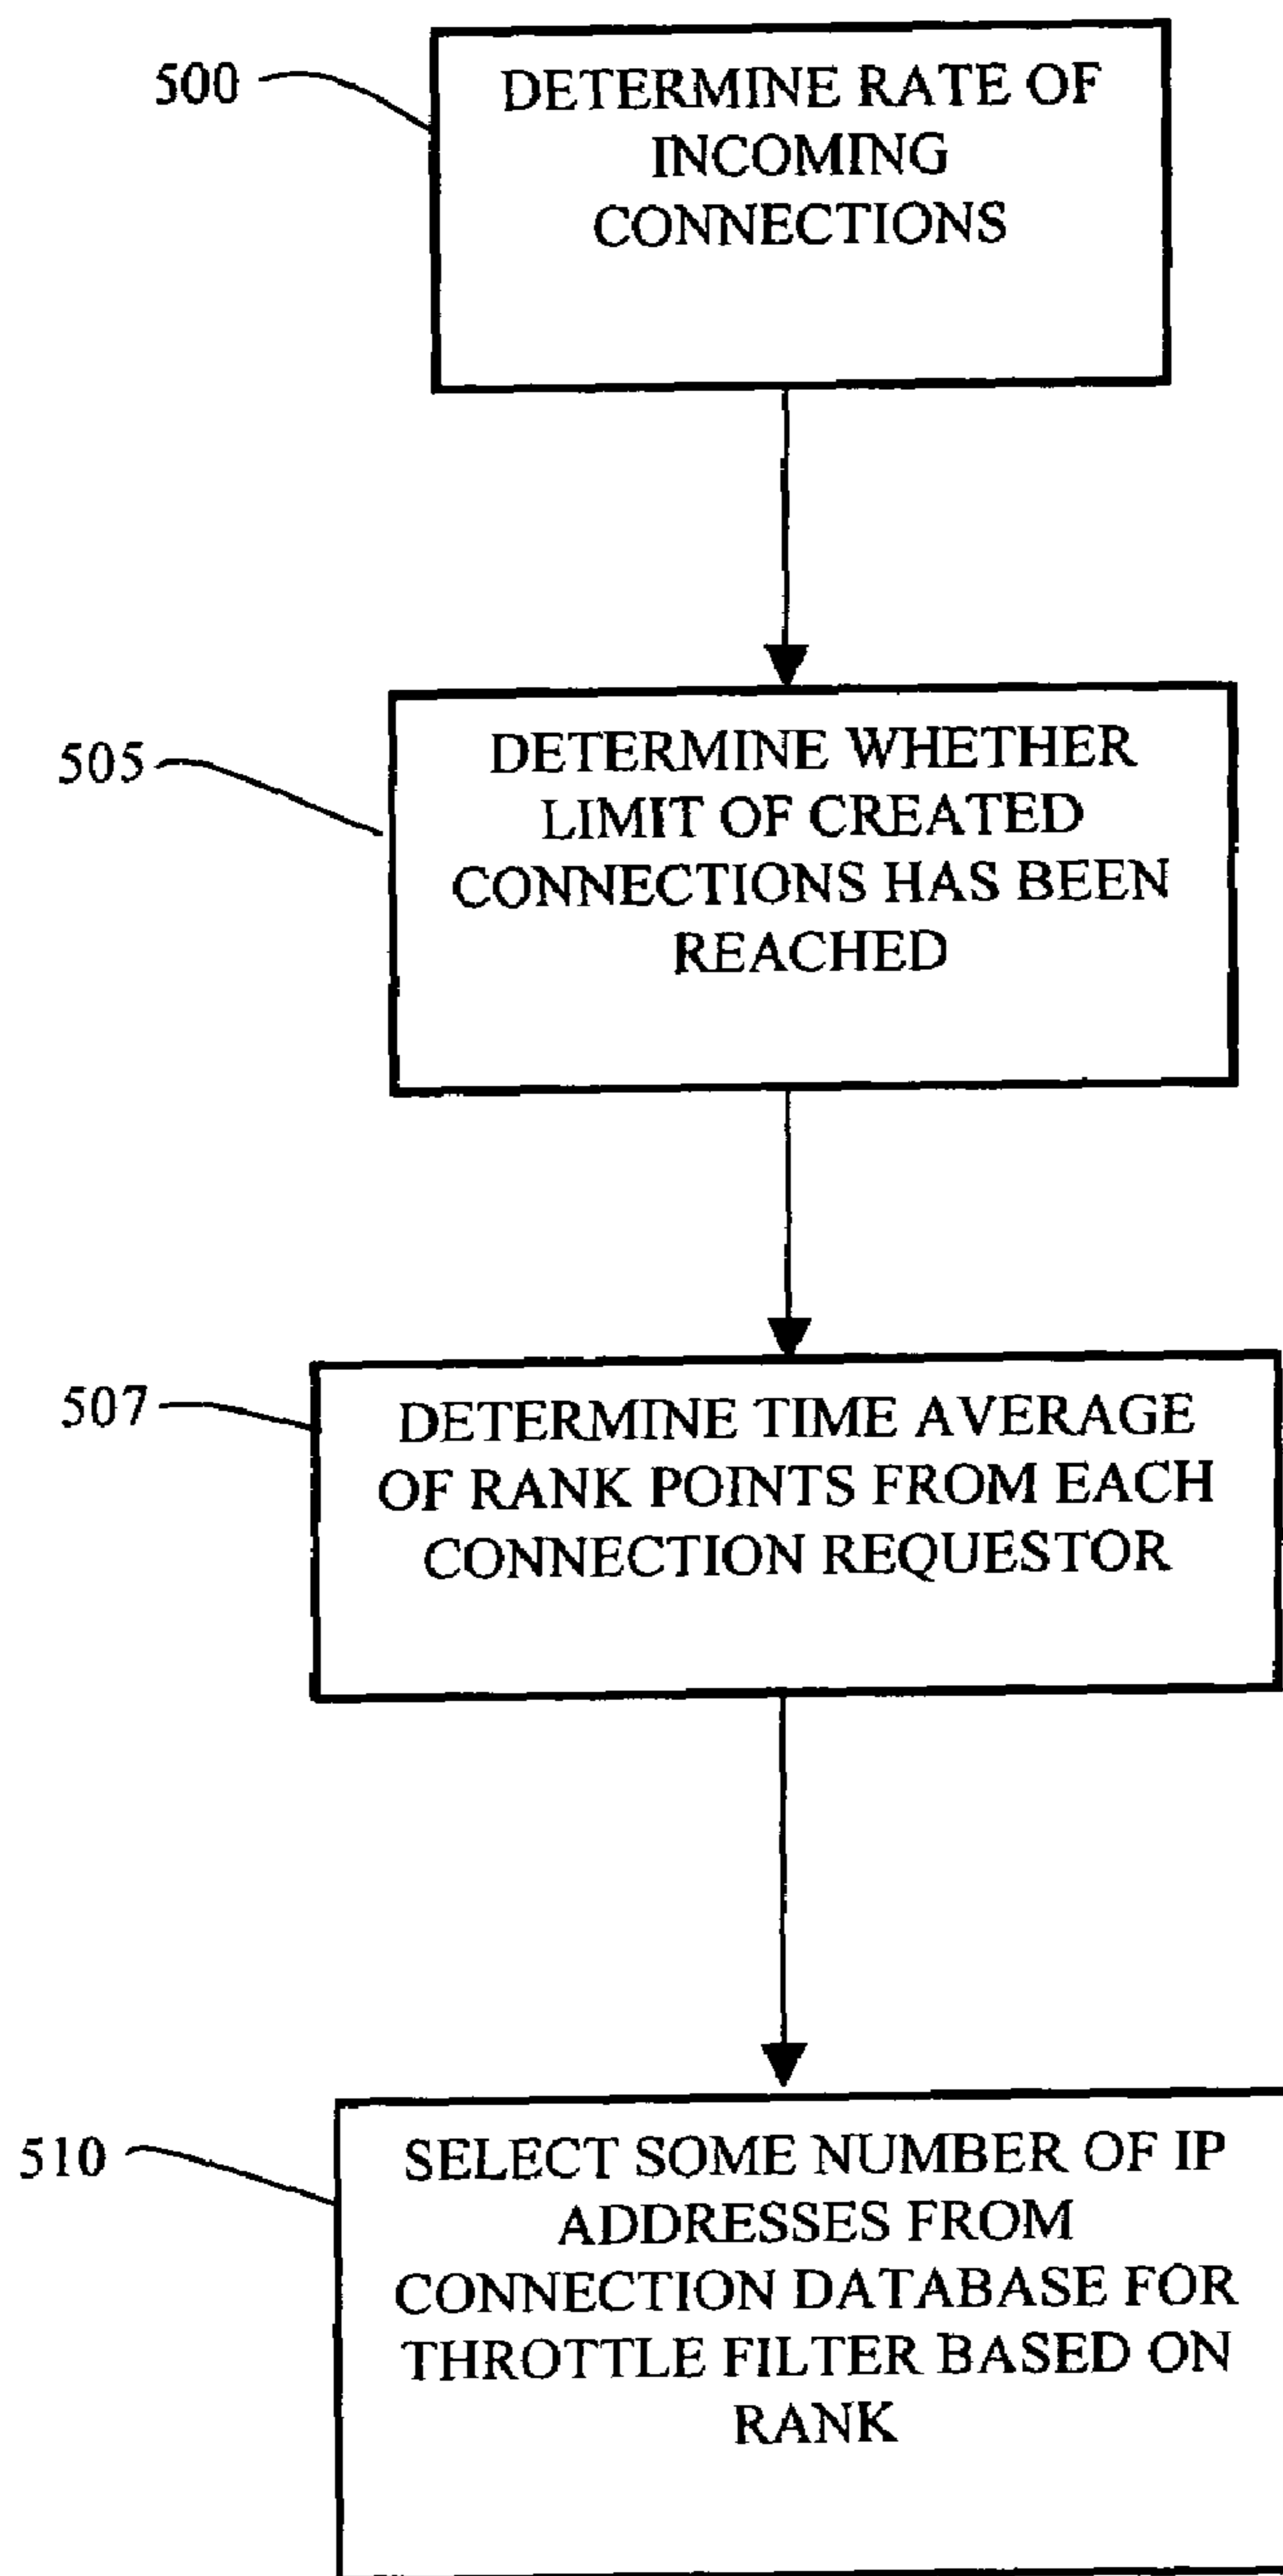 500
DETERMINE RATE OF
INCOMING
CONNECTIONS
505
DETERMINE WHETHER
LIMIT OF CREATED
CONNECTIONS HAS BEEN
REACHED
507
DETERMINE TIME AVERAGE
OF RANK POINTS FROM EACH
CONNECTION REQUESTOR
510
SELECT SOME NUMBER OF IP
ADDRESSES FROM
CONNECTION DATABASE FOR
THROTTLE FILTER BASED ON
RANK